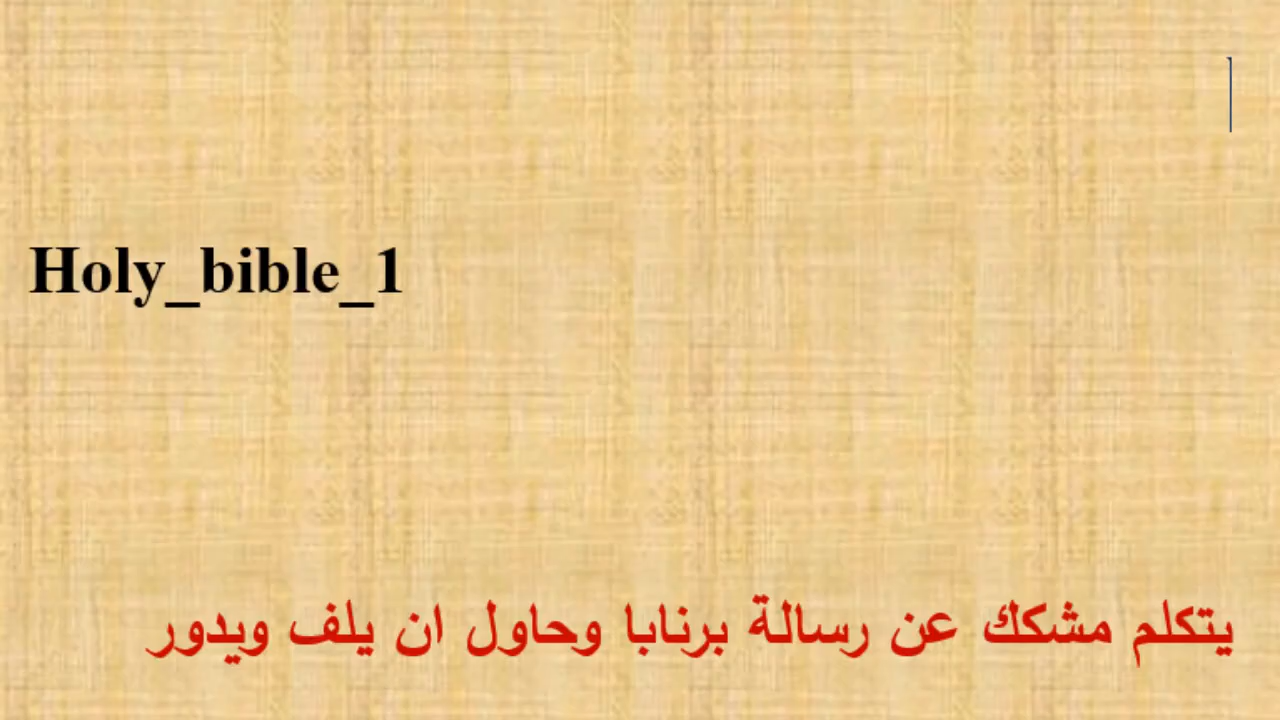 Holy_bible_1
يتكلم مشكك عن رسالة برنابا وحاول ان يلف ويدور